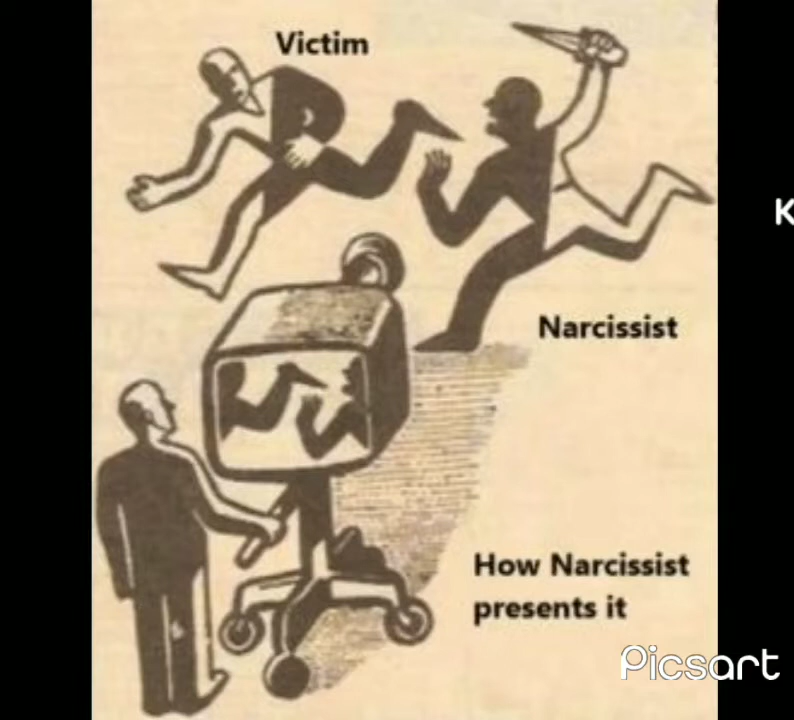 Victim
K
Narcissist
How Narcissist
presents it
Picsart